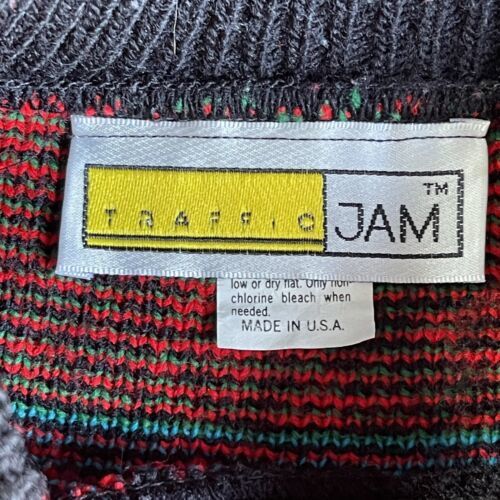 TRAFFIC JAM™
low or dry flat. Only non-
chlorine bleach when
needed.
MADE IN U.S.A.